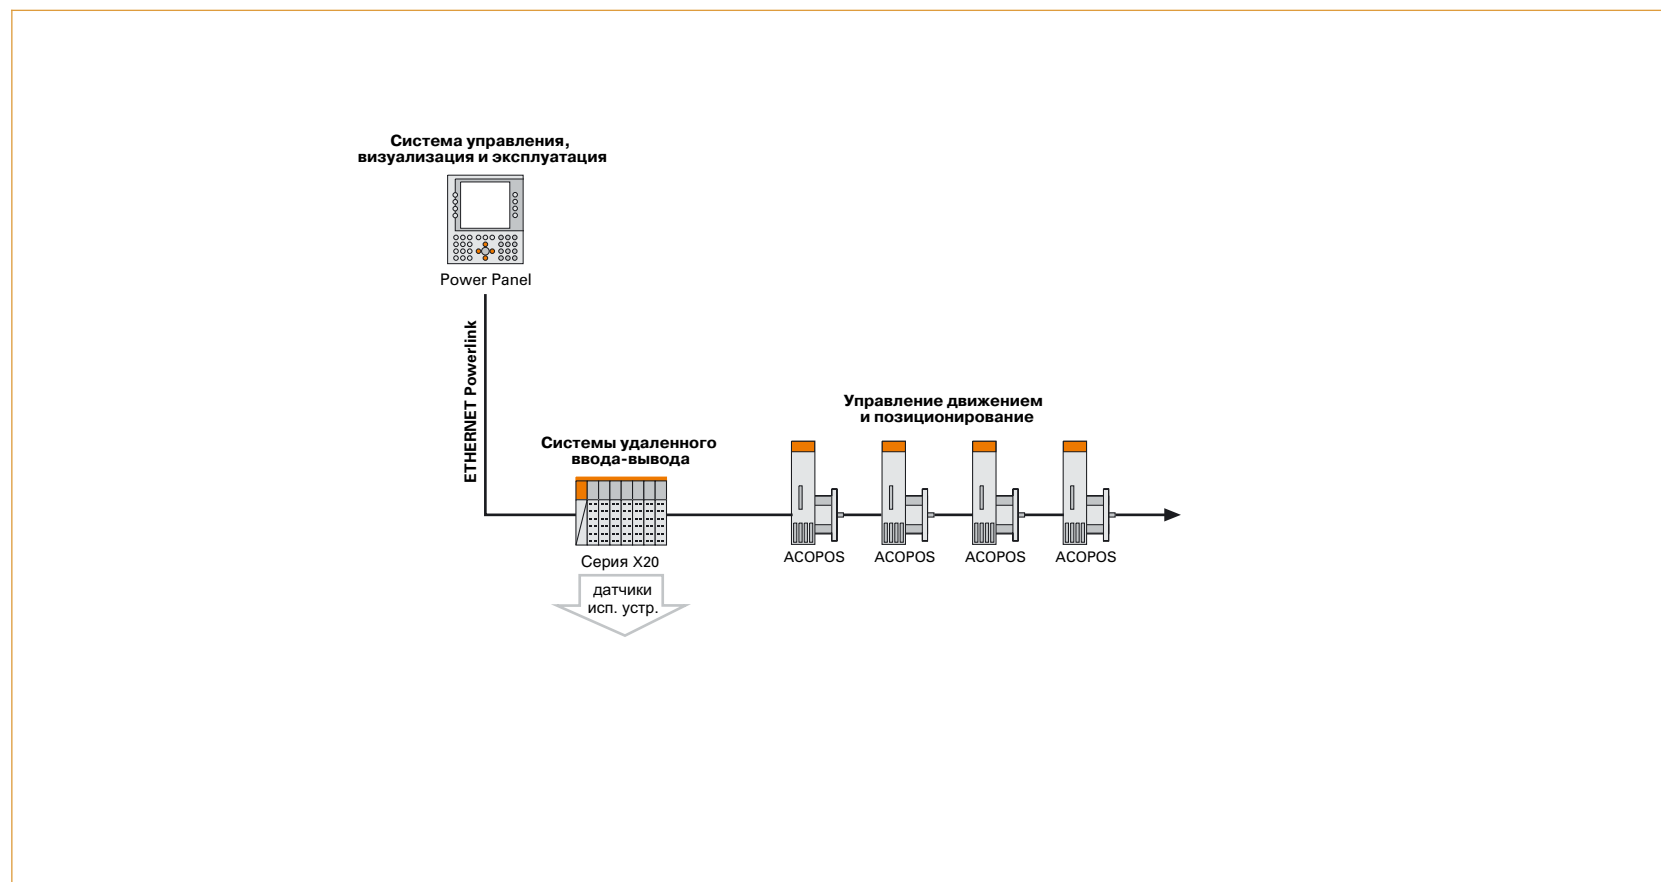 Система управления,
визуализация и эксплуатация
Power Panel
ETHERNET Powerlink
Управление движением
и позиционирование
Системы удаленного
ввода-вывода
ACOPOS ACOPOS ACOPOS ACOPOS
Серия X20
датчики
исп. устр.